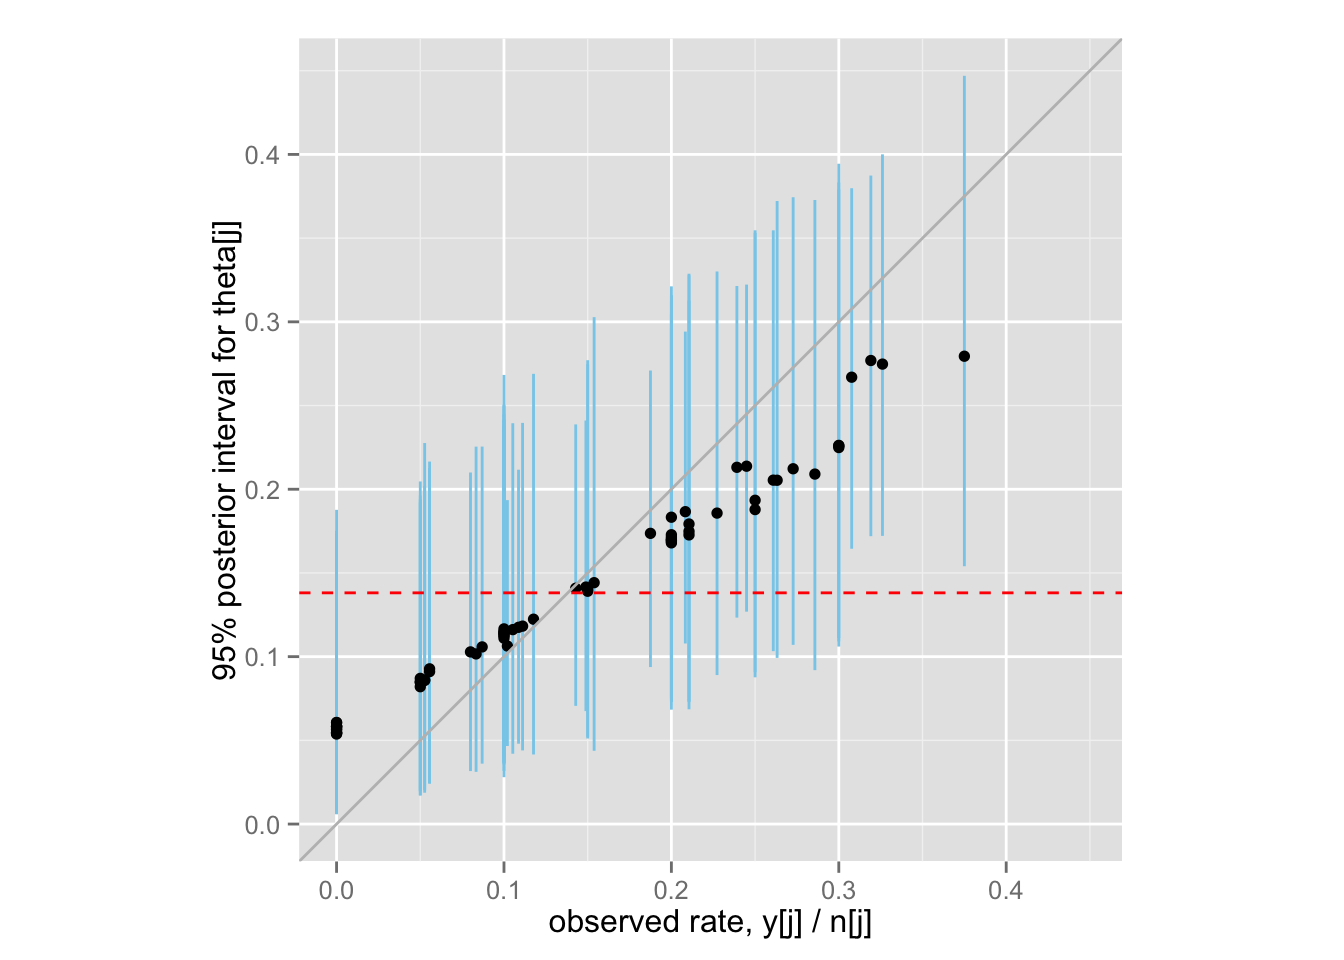 95% posterior interval for theta[j]
0.4
0.3
0.2
0.1
0.0
0.0 0.1 0.2 0.3 0.4
observed rate, y[j] / n[j]